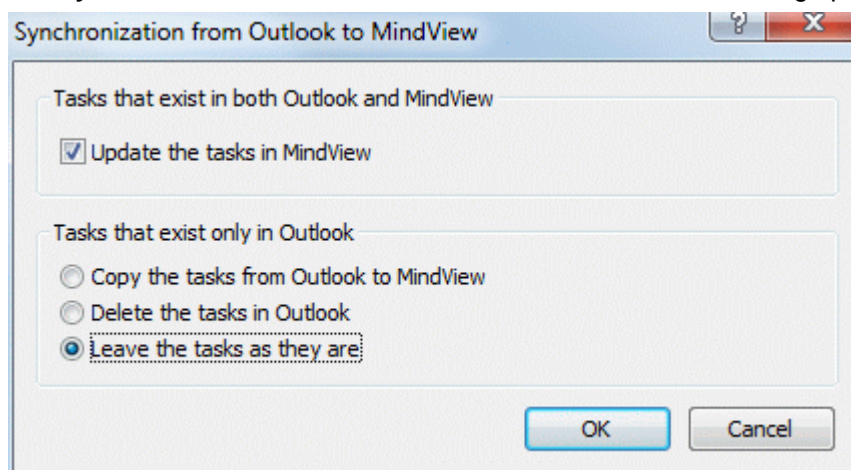 Synchronization from Outlook to MindView
Tasks that exist in both Outlook and MindView
Update the tasks in MindView
Tasks that exist only in Outlook
Copy the tasks from Outlook to MindView
Delete the tasks in Outlook
Leave the tasks as they are
OK Cancel